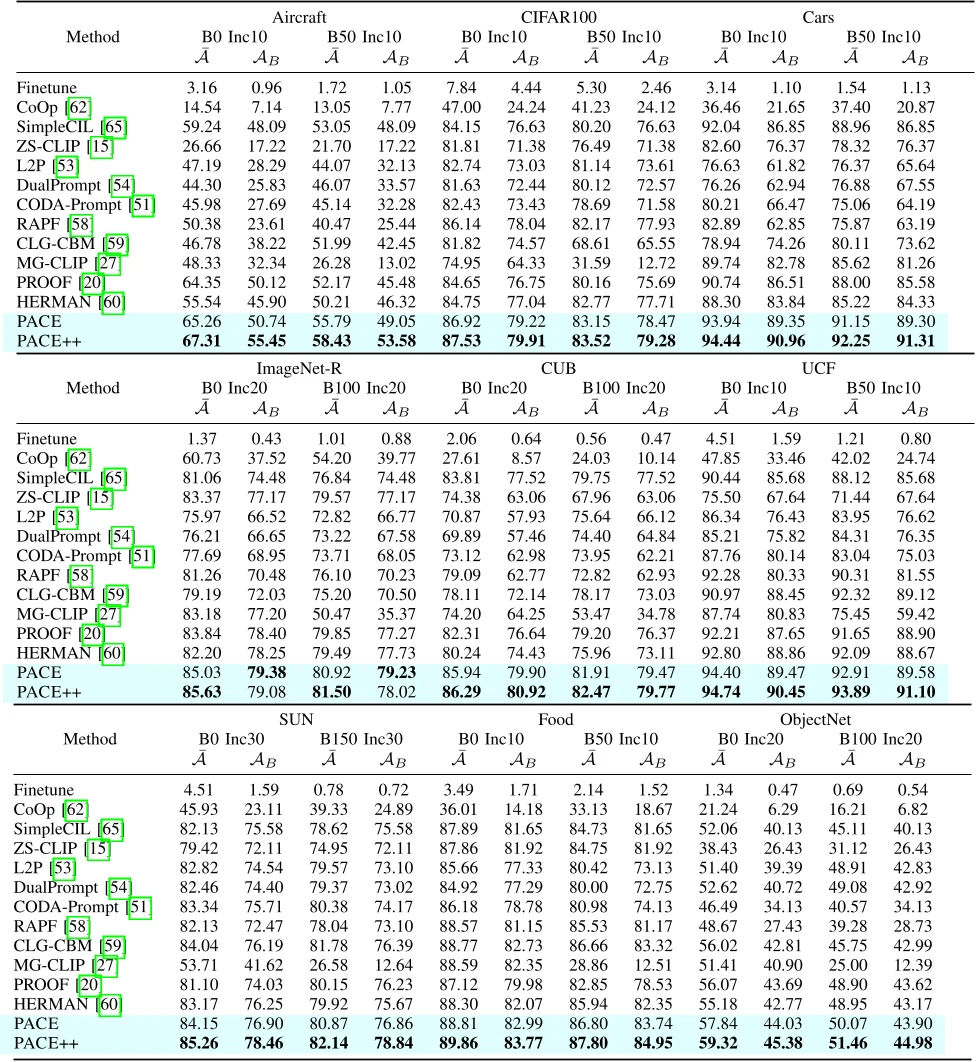 Aircraft CIFAR100 Cars
Method B0 Inc10 B50 Inc10 B0 Inc10 B50 Inc10 B0 Inc10 B50 Inc10
Ā A_B Ā A_B Ā A_B Ā A_B Ā A_B Ā A_B
Finetune 3.16 0.96 1.72 1.05 7.84 4.44 5.30 2.46 3.14 1.10 1.54 1.13
CoOp [62] 14.54 7.14 13.05 7.77 47.00 24.24 41.23 24.12 36.46 21.65 37.40 20.87
SimpleCIL [65] 59.24 48.09 53.05 48.09 84.15 76.63 80.20 76.63 92.04 86.85 88.96 86.85
ZS-CLIP [15] 26.66 17.22 21.70 17.22 81.81 71.38 76.49 71.38 82.60 76.37 78.32 76.37
L2P [53] 47.19 28.29 44.07 32.13 82.74 73.03 81.14 73.61 76.63 61.82 76.37 65.64
DualPrompt [54] 44.30 25.83 46.07 33.57 81.63 72.44 80.12 72.57 76.26 62.94 76.88 67.55
CODA-Prompt [51] 45.98 27.69 45.14 32.28 82.43 73.43 78.69 71.58 80.21 66.47 75.06 64.19
RAPF [58] 50.38 23.61 40.47 25.44 86.14 78.04 82.17 77.93 82.89 62.85 75.87 63.19
CLG-CBM [59] 46.78 38.22 51.99 42.45 81.82 74.57 68.61 65.55 78.94 74.26 80.11 73.62
MG-CLIP [27] 48.33 32.34 26.28 13.02 74.95 64.33 31.59 12.72 89.74 82.78 85.62 81.26
PROOF [20] 64.35 50.12 52.17 45.48 84.65 76.75 80.16 75.69 90.74 86.51 88.00 85.58
HERMAN [60] 55.54 45.90 50.21 46.32 84.75 77.04 82.77 77.71 88.30 83.84 85.22 84.33
PACE 65.26 50.74 55.79 49.05 86.92 79.22 83.15 78.47 93.94 89.35 91.15 89.30
PACE++ 67.31 55.45 58.43 53.58 87.53 79.91 83.52 79.28 94.44 90.96 92.25 91.31
ImageNet-R CUB UCF
Method B0 Inc20 B100 Inc20 B0 Inc20 B100 Inc20 B0 Inc10 B50 Inc10
Ā A_B Ā A_B Ā A_B Ā A_B Ā A_B Ā A_B
Finetune 1.37 0.43 1.01 0.88 2.06 0.64 0.56 0.47 4.51 1.59 1.21 0.80
CoOp [62] 60.73 37.52 54.20 39.77 27.61 8.57 24.03 10.14 47.85 33.46 42.02 24.74
SimpleCIL [65] 81.06 74.48 76.84 74.48 83.81 77.52 79.75 77.52 90.44 85.68 88.12 85.68
ZS-CLIP [15] 83.37 77.17 79.57 77.17 74.38 63.06 67.96 63.06 75.50 67.64 71.44 67.64
L2P [53] 75.97 66.52 72.82 66.77 70.87 57.93 75.64 66.12 86.34 76.43 83.95 76.62
DualPrompt [54] 76.21 66.65 73.22 67.58 69.89 57.46 74.40 64.84 85.21 75.82 84.31 76.35
CODA-Prompt [51] 77.69 68.95 73.71 68.05 73.12 62.98 73.95 62.21 87.76 80.14 83.04 75.03
RAPF [58] 81.26 70.48 76.10 70.23 79.09 62.77 72.82 62.93 92.28 80.33 90.31 81.55
CLG-CBM [59] 79.19 72.03 75.20 70.50 78.11 72.14 78.17 73.03 90.97 88.45 92.32 89.12
MG-CLIP [27] 83.18 77.20 50.47 35.37 74.20 64.25 53.47 34.78 87.74 80.83 75.45 59.42
PROOF [20] 83.84 78.40 79.85 77.27 82.31 76.64 79.20 76.37 92.21 87.65 91.65 88.90
HERMAN [60] 82.20 78.25 79.49 77.73 80.24 74.43 75.96 73.11 92.80 88.86 92.09 88.67
PACE 85.03 79.38 80.92 79.23 85.94 79.90 81.91 79.47 94.40 89.47 92.91 89.58
PACE++ 85.63 79.08 81.50 78.02 86.29 80.92 82.47 79.77 94.74 90.45 93.89 91.10
SUN Food ObjectNet
Method B0 Inc30 B150 Inc30 B0 Inc10 B50 Inc10 B0 Inc20 B100 Inc20
Ā A_B Ā A_B Ā A_B Ā A_B Ā A_B Ā A_B
Finetune 4.51 1.59 0.78 0.72 3.49 1.71 2.14 1.52 1.34 0.47 0.69 0.54
CoOp [62] 45.93 23.11 39.33 24.89 36.01 14.18 33.13 18.67 21.24 6.29 16.21 6.82
SimpleCIL [65] 82.13 75.58 78.62 75.58 87.89 81.65 84.73 81.65 52.06 40.13 45.11 40.13
ZS-CLIP [15] 79.42 72.11 74.95 72.11 87.86 81.92 84.75 81.92 38.43 26.43 31.12 26.43
L2P [53] 82.82 74.54 79.57 73.10 85.66 77.33 80.42 73.13 51.40 39.39 48.91 42.83
DualPrompt [54] 82.46 74.40 79.37 73.02 84.92 77.29 80.00 72.75 52.62 40.72 49.08 42.92
CODA-Prompt [51] 83.34 75.71 80.38 74.17 86.18 78.78 80.98 74.13 46.49 34.13 40.57 34.13
RAPF [58] 82.13 72.47 78.04 73.10 88.57 81.15 85.53 81.17 48.67 27.43 39.28 28.73
CLG-CBM [59] 84.04 76.19 81.78 76.39 88.77 82.73 86.66 83.32 56.02 42.81 45.75 42.99
MG-CLIP [27] 53.71 41.62 26.58 12.64 88.59 82.35 28.86 12.51 51.41 40.90 25.00 12.39
PROOF [20] 81.10 74.03 80.15 76.23 87.12 79.98 82.85 78.53 56.07 43.69 48.90 43.62
HERMAN [60] 83.17 76.25 79.92 75.67 88.30 82.07 85.94 82.35 55.18 42.77 48.95 43.17
PACE 84.15 76.90 80.87 76.86 88.81 82.99 86.80 83.74 57.84 44.03 50.07 43.90
PACE++ 85.26 78.46 82.14 78.84 89.86 83.77 87.80 84.95 59.32 45.38 51.46 44.98